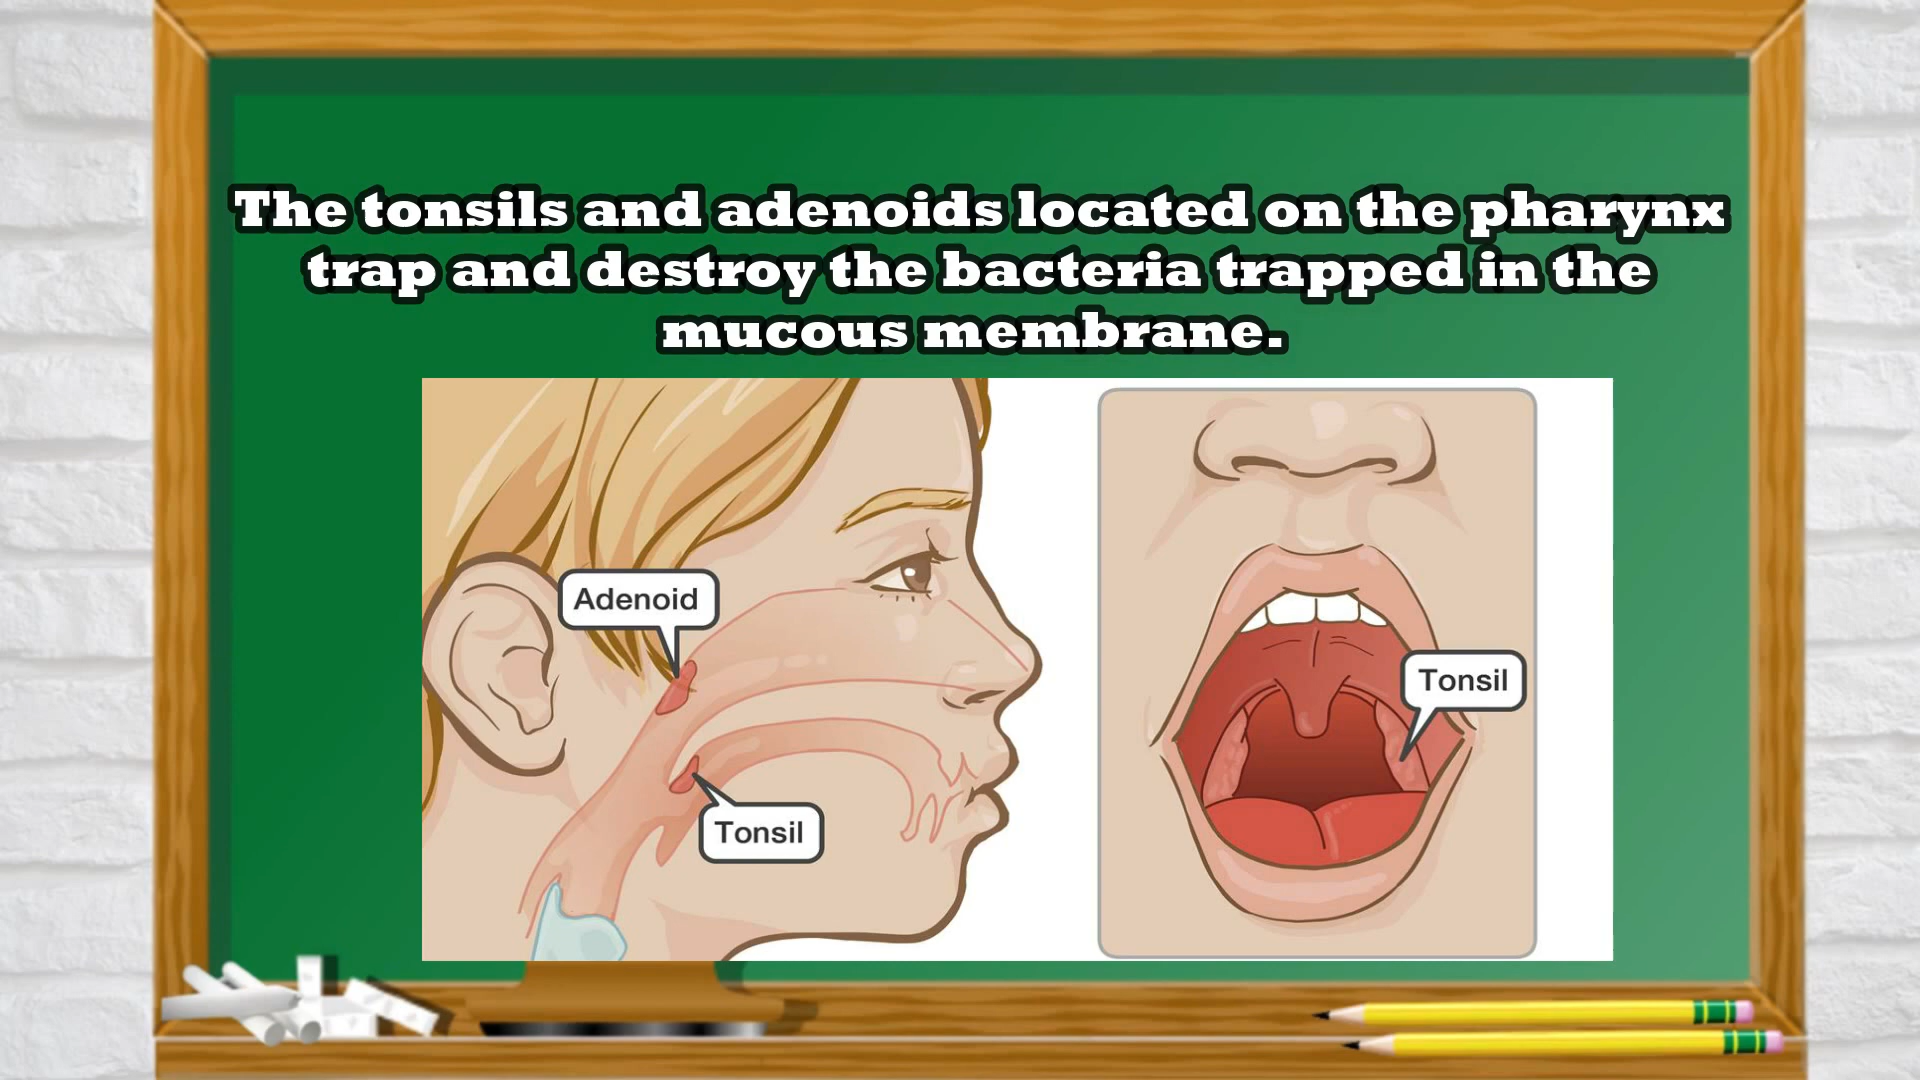 The tonsils and adenoids located on the pharynx
trap and destroy the bacteria trapped in the
mucous membrane.
Adenoid
Tonsil
Tonsil